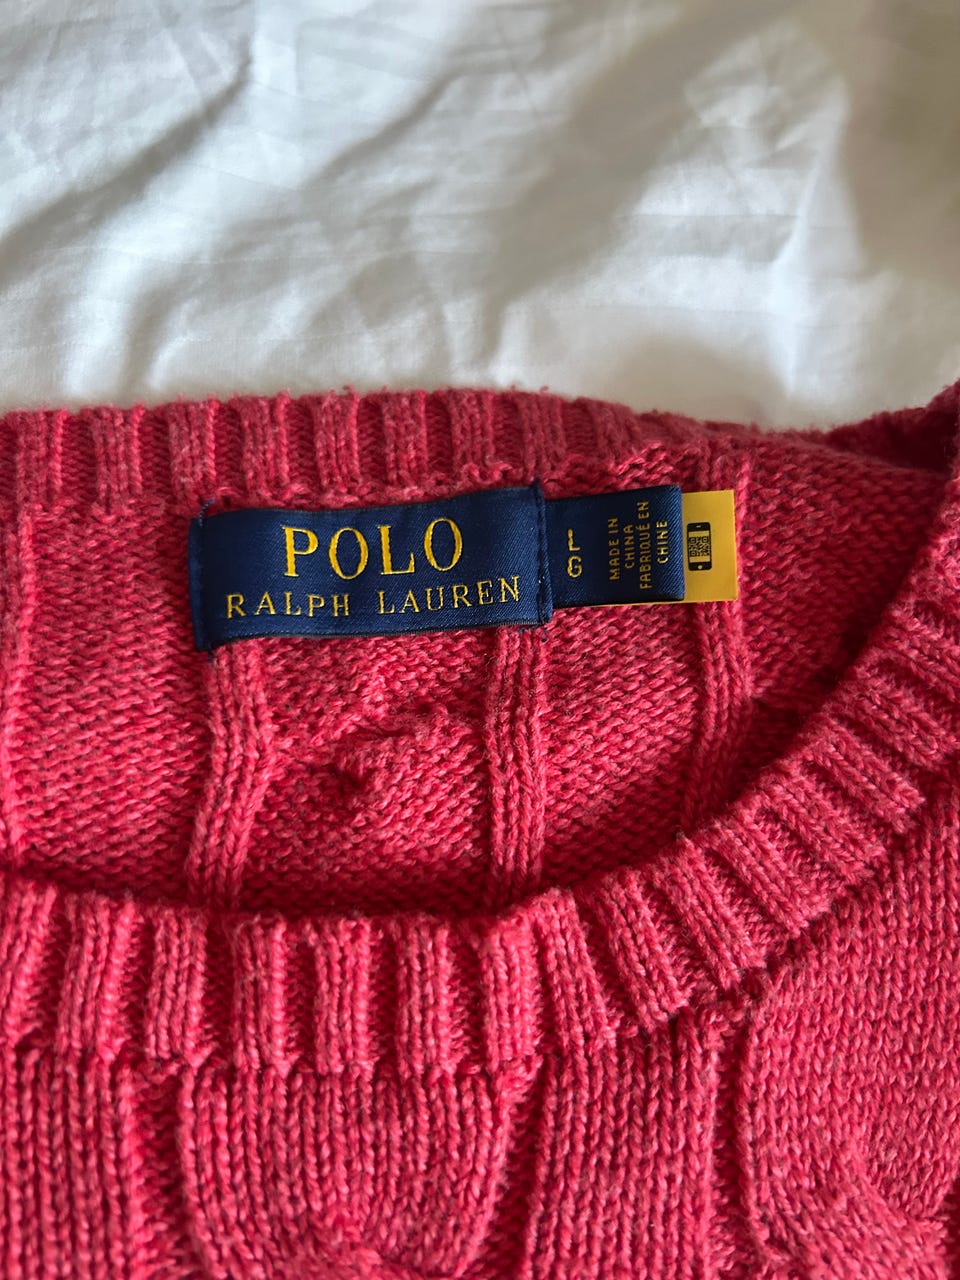 POLO
RALPH LAUREN
L
G
MADE IN
CHINA
FABRIQUÉ EN
CHINE